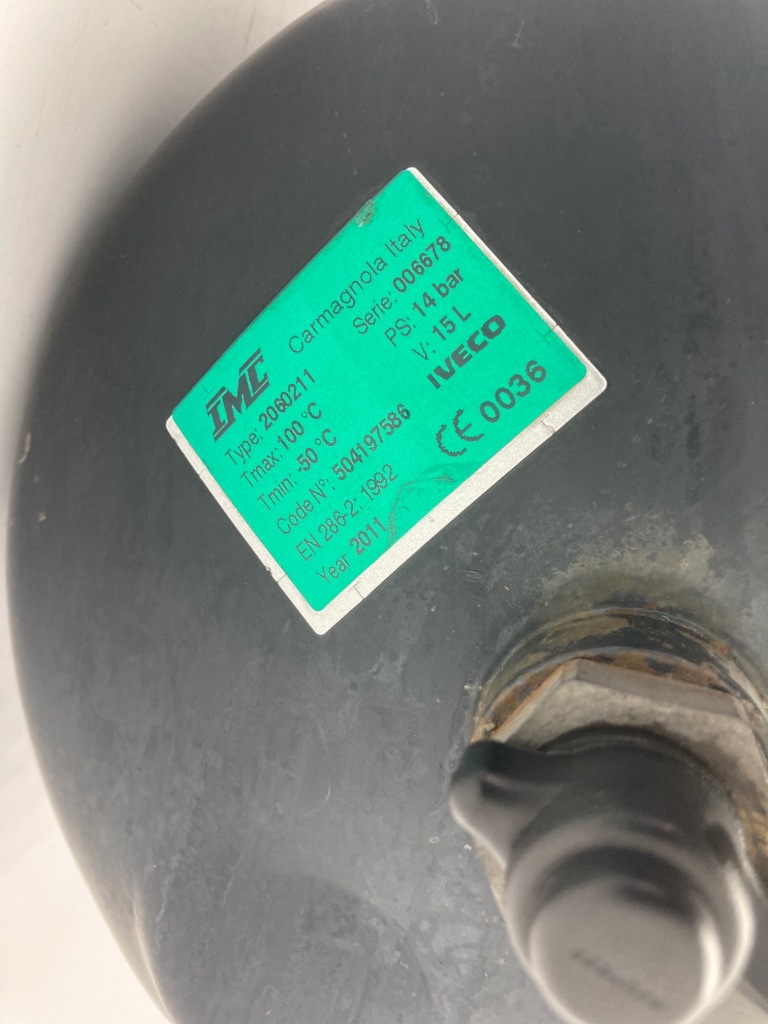 IMC Carmagnola Italy
Type: 2060211 Serie: 006678
Tmax: 100 °C PS: 14 bar
Tmin: -50 °C V: 15 L
Code N°: 504197586 IVECO
EN 286-2: 1992 CE 0036
Year 2011